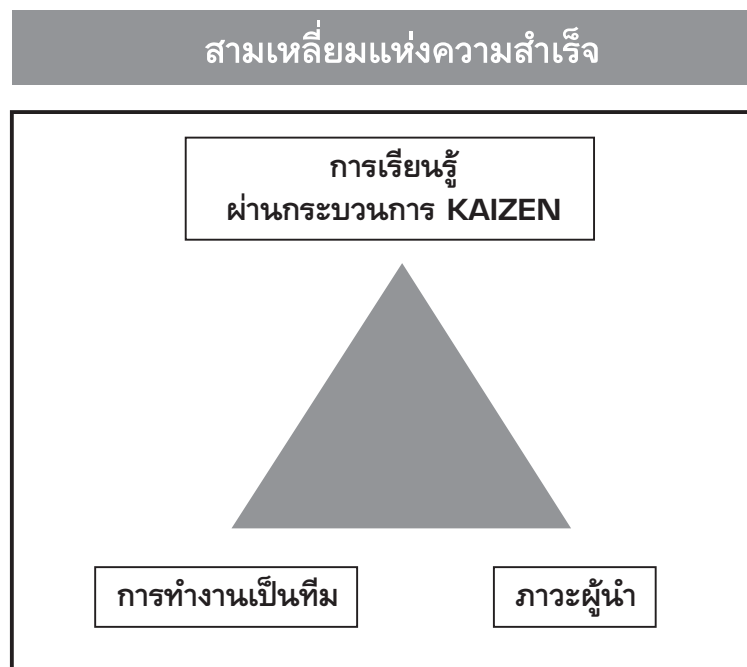 สามเหลี่ยมแห่งความสำเร็จ
การเรียนรู้
ผ่านกระบวนการ KAIZEN
การทำงานเป็นทีม
ภาวะผู้นำ